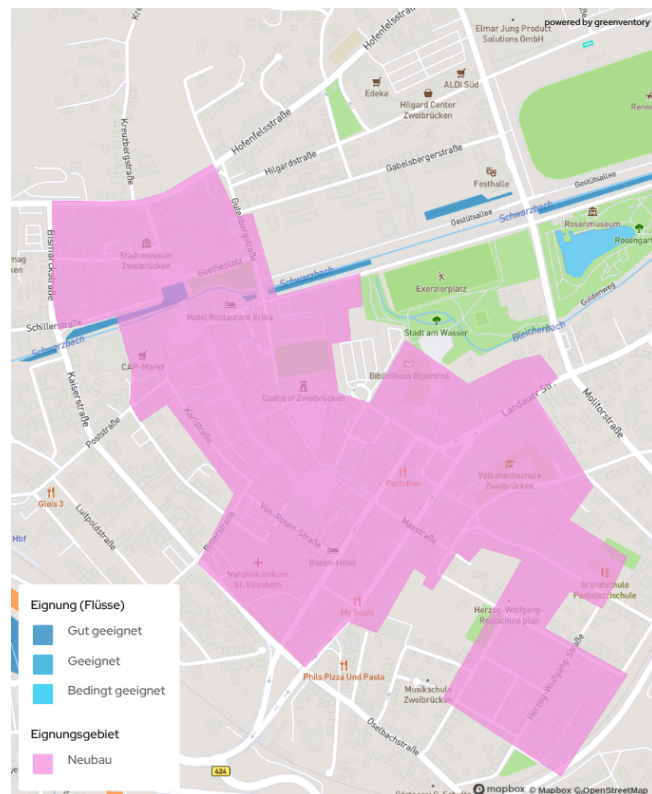 powered by greenventory
Elmar Jung Product
Solutions GmbH
Hofenfelsstraße
Edeka
ALDI Süd
Hilgard Center
Zweibrücken
Kreuzbergstraße
Hofenfelsstraße
Hilgardstraße
Gabelsbergerstraße
Festhalle
Gestütsallee
Gestütsallee
Schwarzbach
Rosenmuseum
Rosengart
Bismarckstraße
Stadtmuseum
Zweibrücken
Gutenbergstraße
Goetheplatz
Schwarzbach
Exerzierplatz
Guldenweg
Hotel Restaurant Erika
Schillerstraße
Schwarzbach
Stadt am Wasser
Bleicherbach
CAP-Markt
Bibliotheca Bipontina
Castle of Zweibrücken
Landauer Str.
Molitorstraße
Kaiserstraße
Poststraße
Karlstraße
Portofino
Volkshochschule
Zweibrücken
Gleis 3
Luitpoldstraße
Von-Rosen-Straße
Maxstraße
Hbf
Rosen-Hotel
Nardiniklinikum
St. Elisabeth
Grundschule
Pestalozzischule
My Sushi
Herzog-Wolfgang-
Realschule plus
Phils Pizza Und Pasta
Musikschule
Zweibrücken
Herzog-Wolfgang-Straße
Oselbachstraße
424
Eignung (Flüsse)
Gut geeignet
Geeignet
Bedingt geeignet
Eignungsgebiet
Neubau
mapbox
© Mapbox © OpenStreetMap